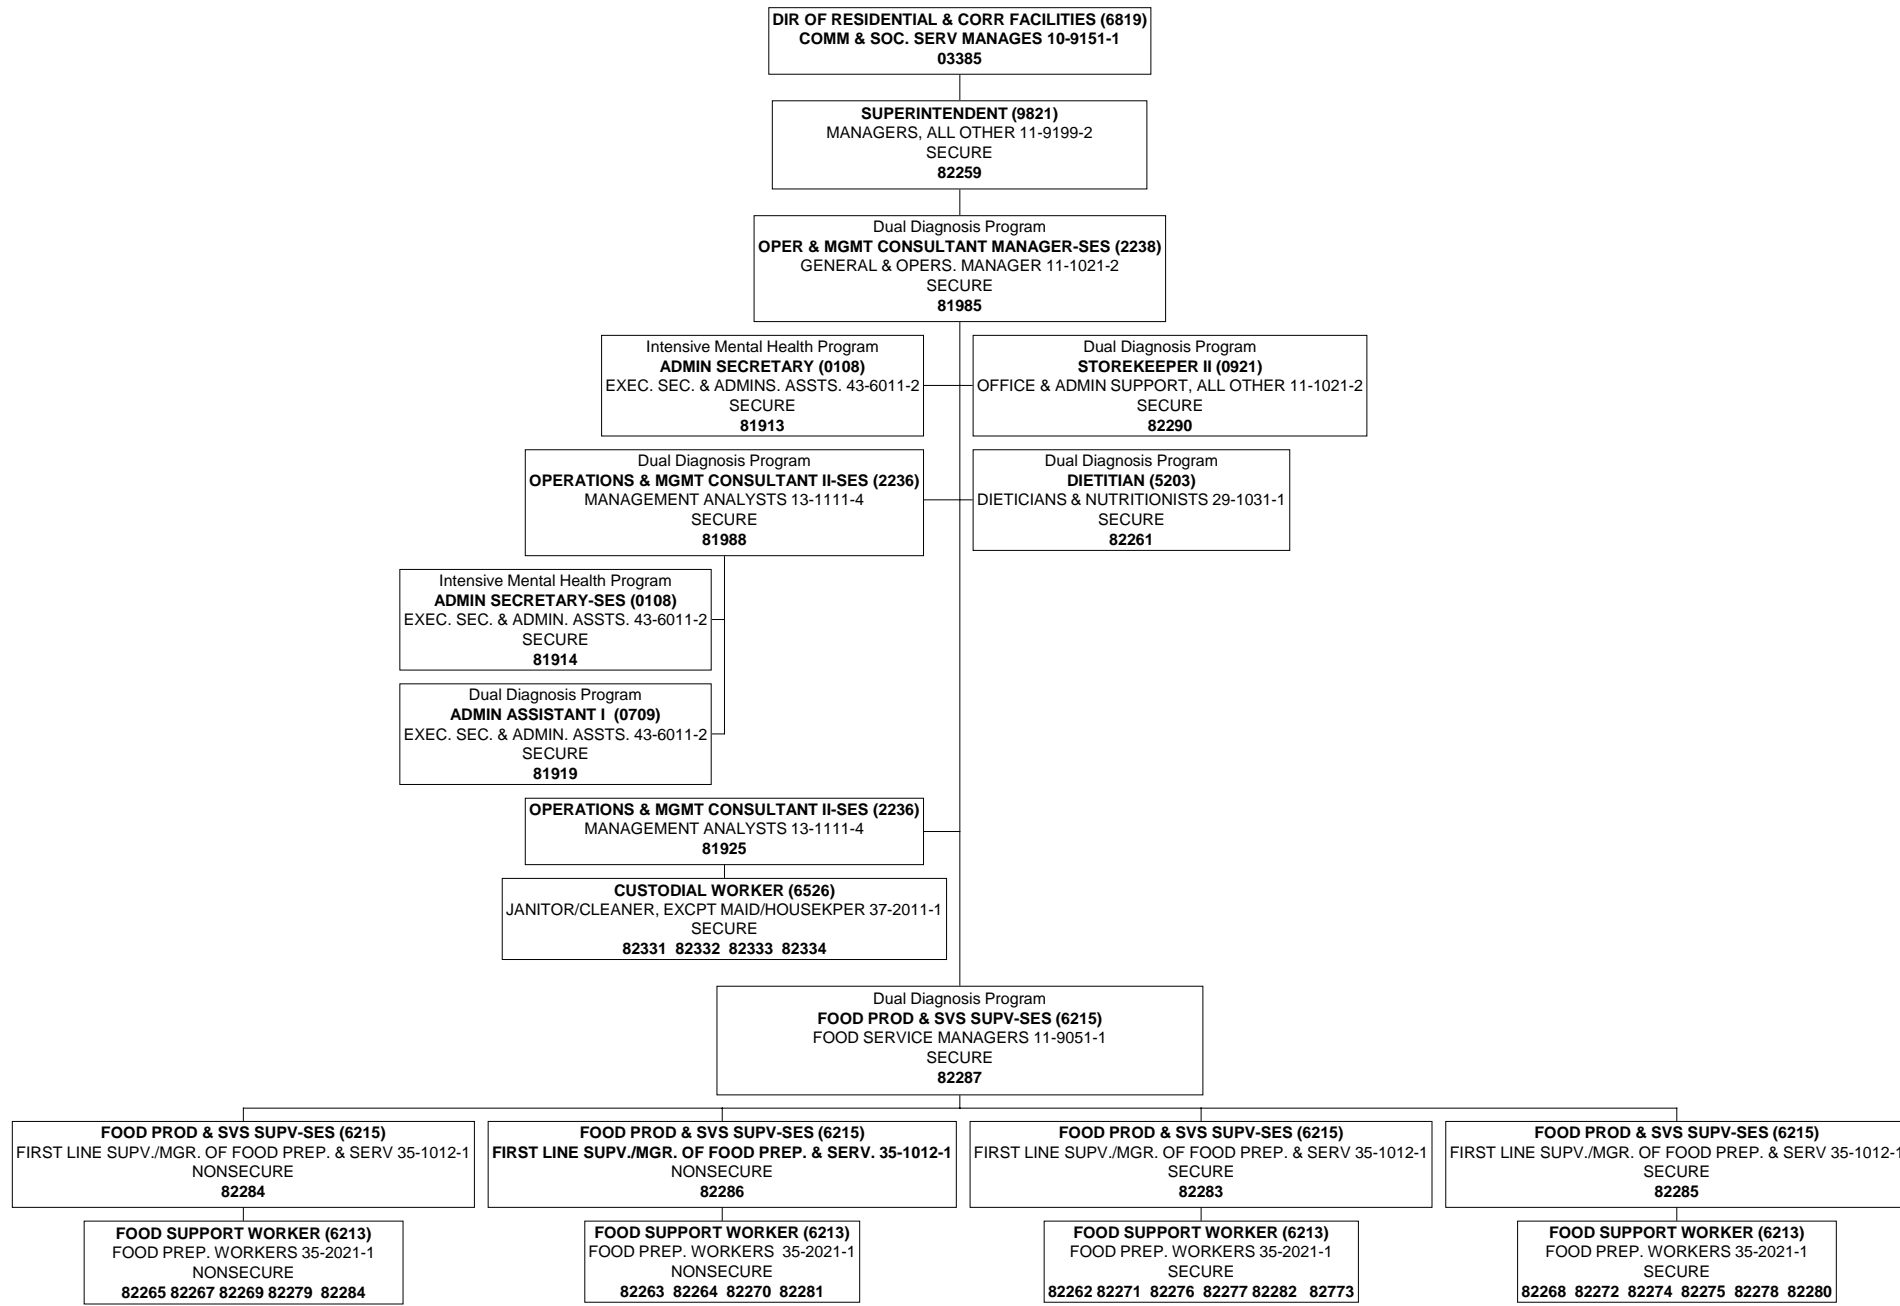 DIR OF RESIDENTIAL & CORR FACILITIES (6819)
COMM & SOC. SERV MANAGES 10-9151-1
03385
SUPERINTENDENT (9821)
MANAGERS, ALL OTHER 11-9199-2
SECURE
82259
Dual Diagnosis Program
OPER & MGMT CONSULTANT MANAGER-SES (2238)
GENERAL & OPERS. MANAGER 11-1021-2
SECURE
81985
Intensive Mental Health Program
ADMIN SECRETARY (0108)
EXEC. SEC. & ADMINS. ASSTS. 43-6011-2
SECURE
81913
Dual Diagnosis Program
STOREKEEPER II (0921)
OFFICE & ADMIN SUPPORT, ALL OTHER 11-1021-2
SECURE
82290
Dual Diagnosis Program
OPERATIONS & MGMT CONSULTANT II-SES (2236)
MANAGEMENT ANALYSTS 13-1111-4
SECURE
81988
Dual Diagnosis Program
DIETITIAN (5203)
DIETICIANS & NUTRITIONISTS 29-1031-1
SECURE
82261
Intensive Mental Health Program
ADMIN SECRETARY-SES (0108)
EXEC. SEC. & ADMIN. ASSTS. 43-6011-2
SECURE
81914
Dual Diagnosis Program
ADMIN ASSISTANT I (0709)
EXEC. SEC. & ADMIN. ASSTS. 43-6011-2
SECURE
81919
OPERATIONS & MGMT CONSULTANT II-SES (2236)
MANAGEMENT ANALYSTS 13-1111-4
81925
CUSTODIAL WORKER (6526)
JANITOR/CLEANER, EXCPT MAID/HOUSEKPER 37-2011-1
SECURE
82331 82332 82333 82334
Dual Diagnosis Program
FOOD PROD & SVS SUPV-SES (6215)
FOOD SERVICE MANAGERS 11-9051-1
SECURE
82287
FOOD PROD & SVS SUPV-SES (6215)
FIRST LINE SUPV./MGR. OF FOOD PREP. & SERV 35-1012-1
NONSECURE
82284
FOOD PROD & SVS SUPV-SES (6215)
FIRST LINE SUPV./MGR. OF FOOD PREP. & SERV. 35-1012-1
NONSECURE
82286
FOOD PROD & SVS SUPV-SES (6215)
FIRST LINE SUPV./MGR. OF FOOD PREP. & SERV 35-1012-1
SECURE
82283
FOOD PROD & SVS SUPV-SES (6215)
FIRST LINE SUPV./MGR. OF FOOD PREP. & SERV 35-1012-1
SECURE
82285
FOOD SUPPORT WORKER (6213)
FOOD PREP. WORKERS 35-2021-1
NONSECURE
82265 82267 82269 82279 82284
FOOD SUPPORT WORKER (6213)
FOOD PREP. WORKERS 35-2021-1
NONSECURE
82263 82264 82270 82281
FOOD SUPPORT WORKER (6213)
FOOD PREP. WORKERS 35-2021-1
SECURE
82262 82271 82276 82277 82282 82773
FOOD SUPPORT WORKER (6213)
FOOD PREP. WORKERS 35-2021-1
SECURE
82268 82272 82274 82275 82278 82280